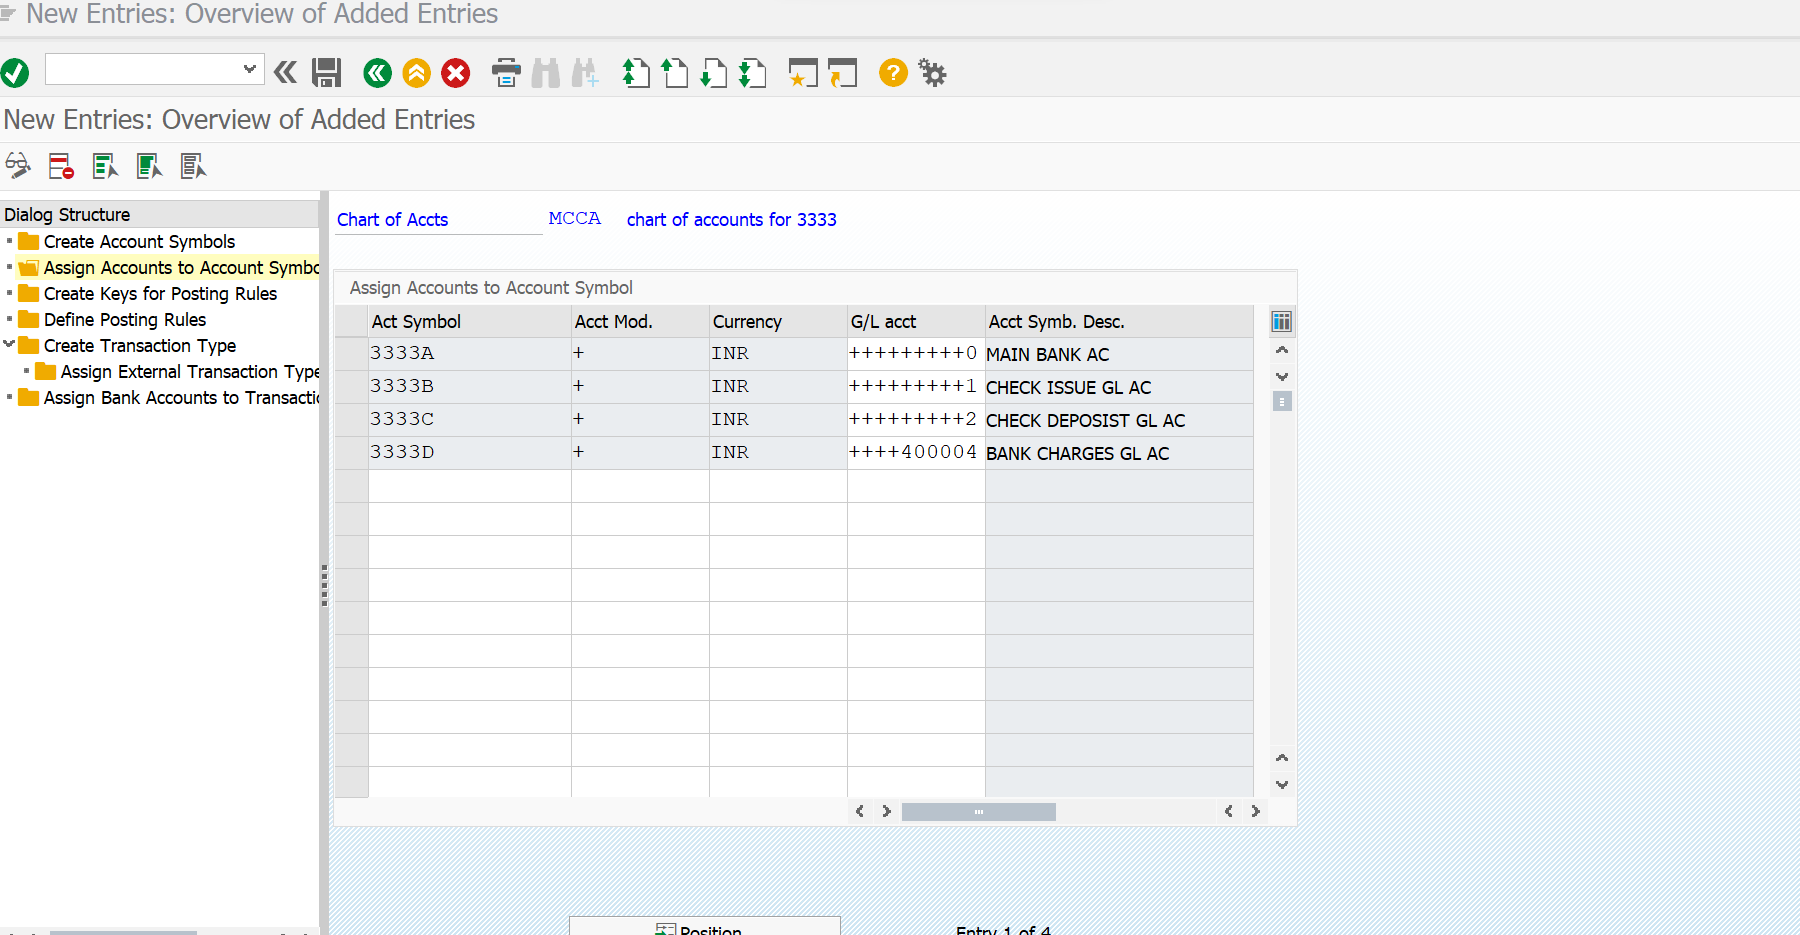 New Entries: Overview of Added Entries
New Entries: Overview of Added Entries
Dialog Structure
Create Account Symbols
Assign Accounts to Account Symbo
Create Keys for Posting Rules
Define Posting Rules
Create Transaction Type
Assign External Transaction Type
Assign Bank Accounts to Transactio
Chart of Accts MCCA chart of accounts for 3333
Assign Accounts to Account Symbol
Act Symbol Acct Mod. Currency G/L acct Acct Symb. Desc.
3333A + INR +++++++++0 MAIN BANK AC
3333B + INR +++++++++1 CHECK ISSUE GL AC
3333C + INR +++++++++2 CHECK DEPOSIST GL AC
3333D + INR ++++400004 BANK CHARGES GL AC
Position Entry 1 of 4